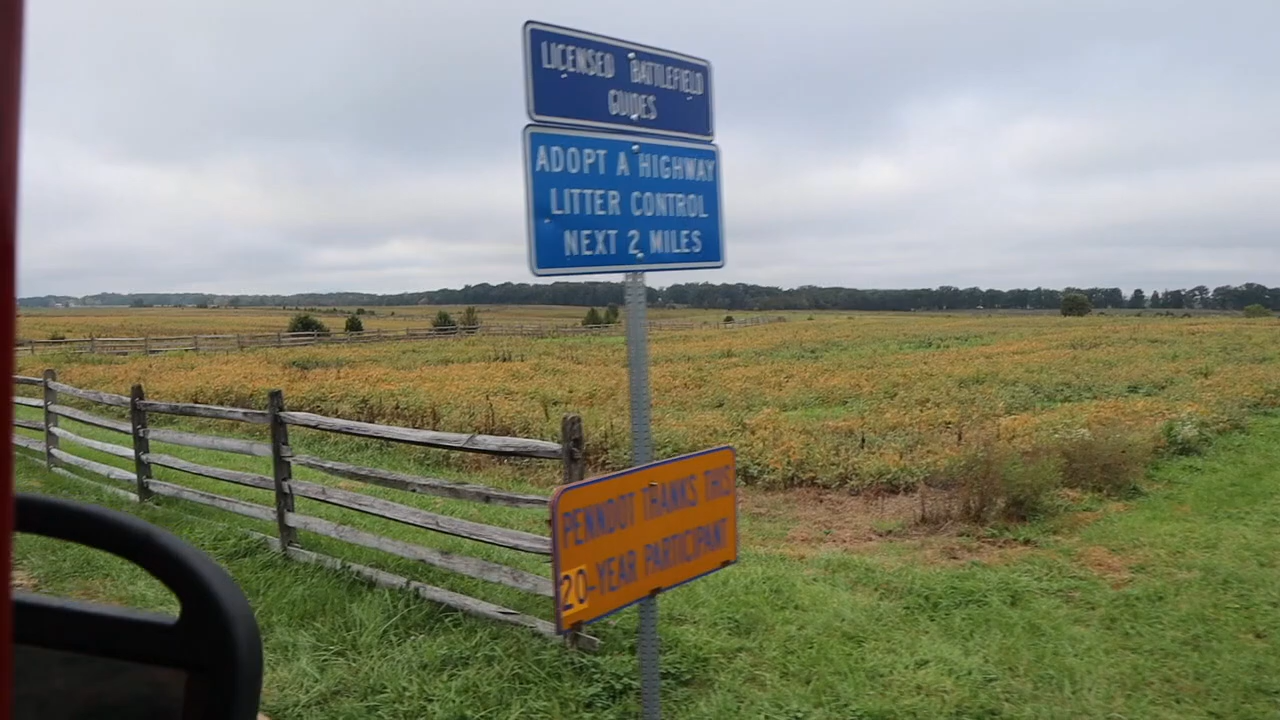 LICENSED BATTLEFIELD
GUIDES
ADOPT A HIGHWAY
LITTER CONTROL
NEXT 2 MILES
PENNDOT THANKS THIS
20-YEAR PARTICIPANT